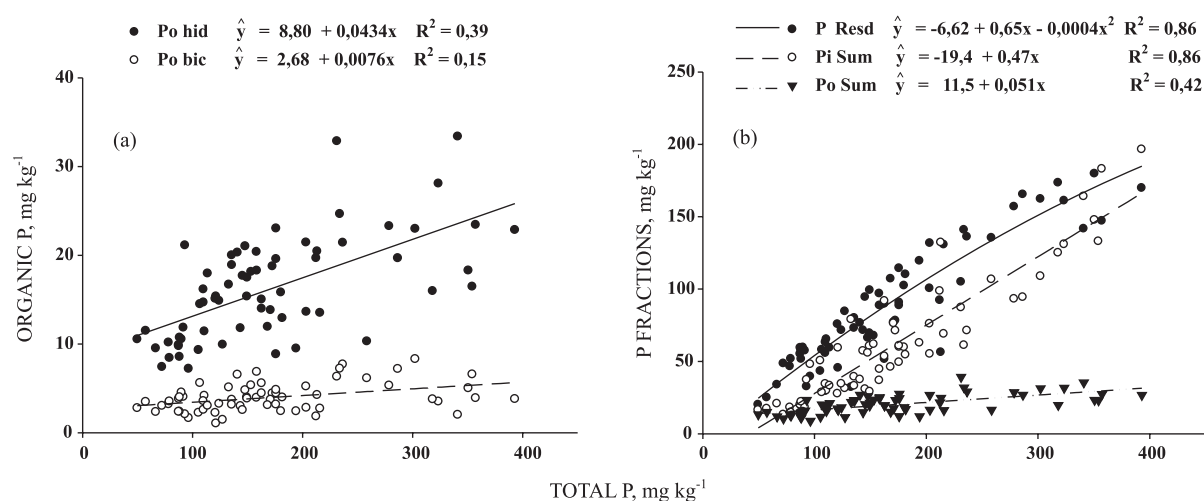 Po hid ŷ = 8,80 + 0,0434x R² = 0,39
Po bic ŷ = 2,68 + 0,0076x R² = 0,15
40
30
20
10
0
(a)
ORGANIC P, mg kg⁻¹
0 100 200 300 400
P Resd ŷ = -6,62 + 0,65x - 0,0004x² R² = 0,86
Pi Sum ŷ = -19,4 + 0,47x R² = 0,86
Po Sum ŷ = 11,5 + 0,051x R² = 0,42
250
200
150
100
50
0
(b)
P FRACTIONS, mg kg⁻¹
0 100 200 300 400
TOTAL P, mg kg⁻¹